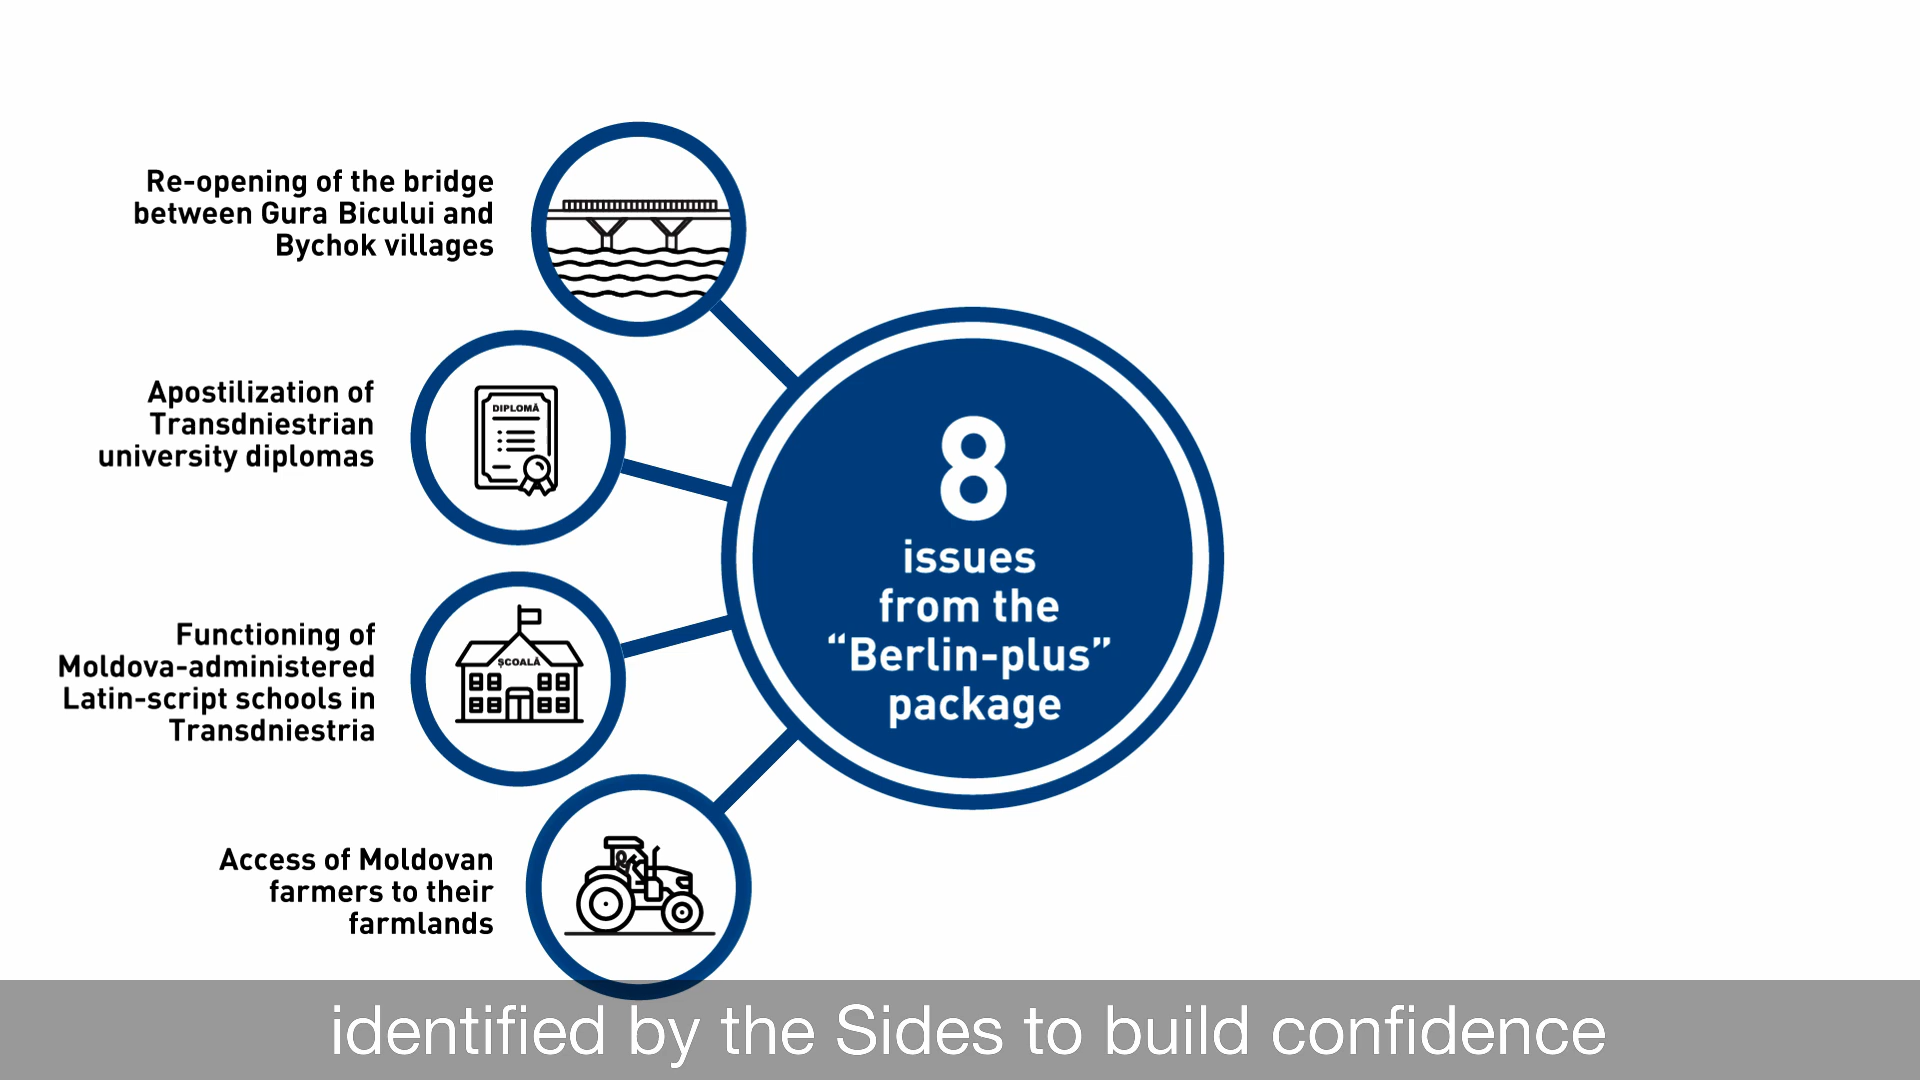 Re-opening of the bridge
between Gura Bicului and
Bychok villages
Apostilization of
Transdniestrian
university diplomas
DIPLOMĂ
Functioning of
Moldova-administered
Latin-script schools in
Transdniestria
ȘCOALĂ
Access of Moldovan
farmers to their
farmlands
8
issues
from the
“Berlin-plus”
package
identified by the Sides to build confidence